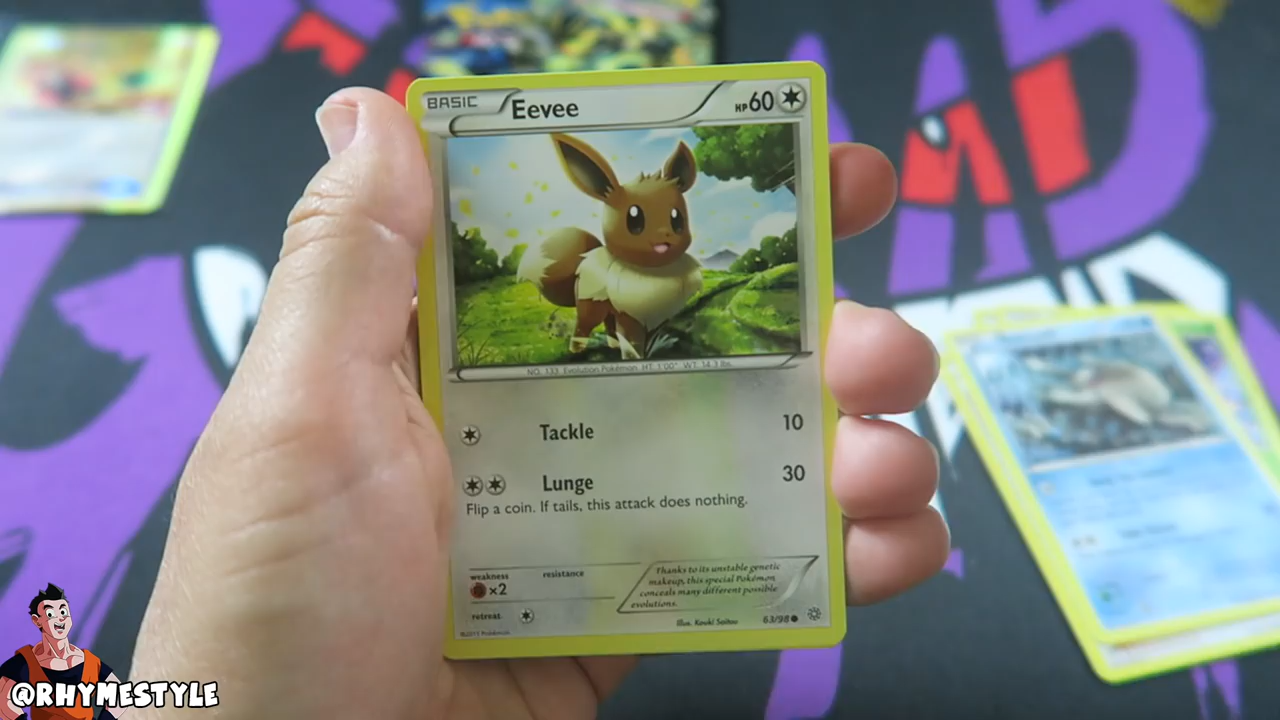 BASIC Eevee HP60
NO. 133 Evolution Pokémon HT: 1'00" WT: 14.3 lbs.
Tackle 10
Lunge 30
Flip a coin. If tails, this attack does nothing.
weakness resistance
×2
retreat
Thanks to its unstable genetic
makeup, this special Pokémon
conceals many different possible
evolutions.
Illus. Kouki Saitou 63/98
©2015 Pokémon
@RHYMESTYLE